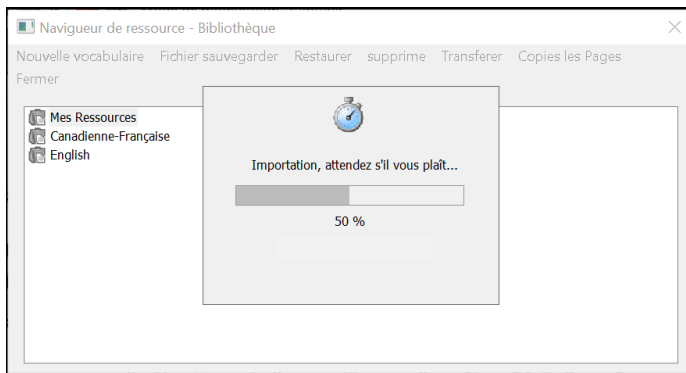 Navigueur de ressource - Bibliothèque
Nouvelle vocabulaire Fichier sauvegarder Restaurer supprime Transferer Copies les Pages
Fermer
Mes Ressources
Canadienne-Française
English
Importation, attendez s'il vous plaît...
50 %